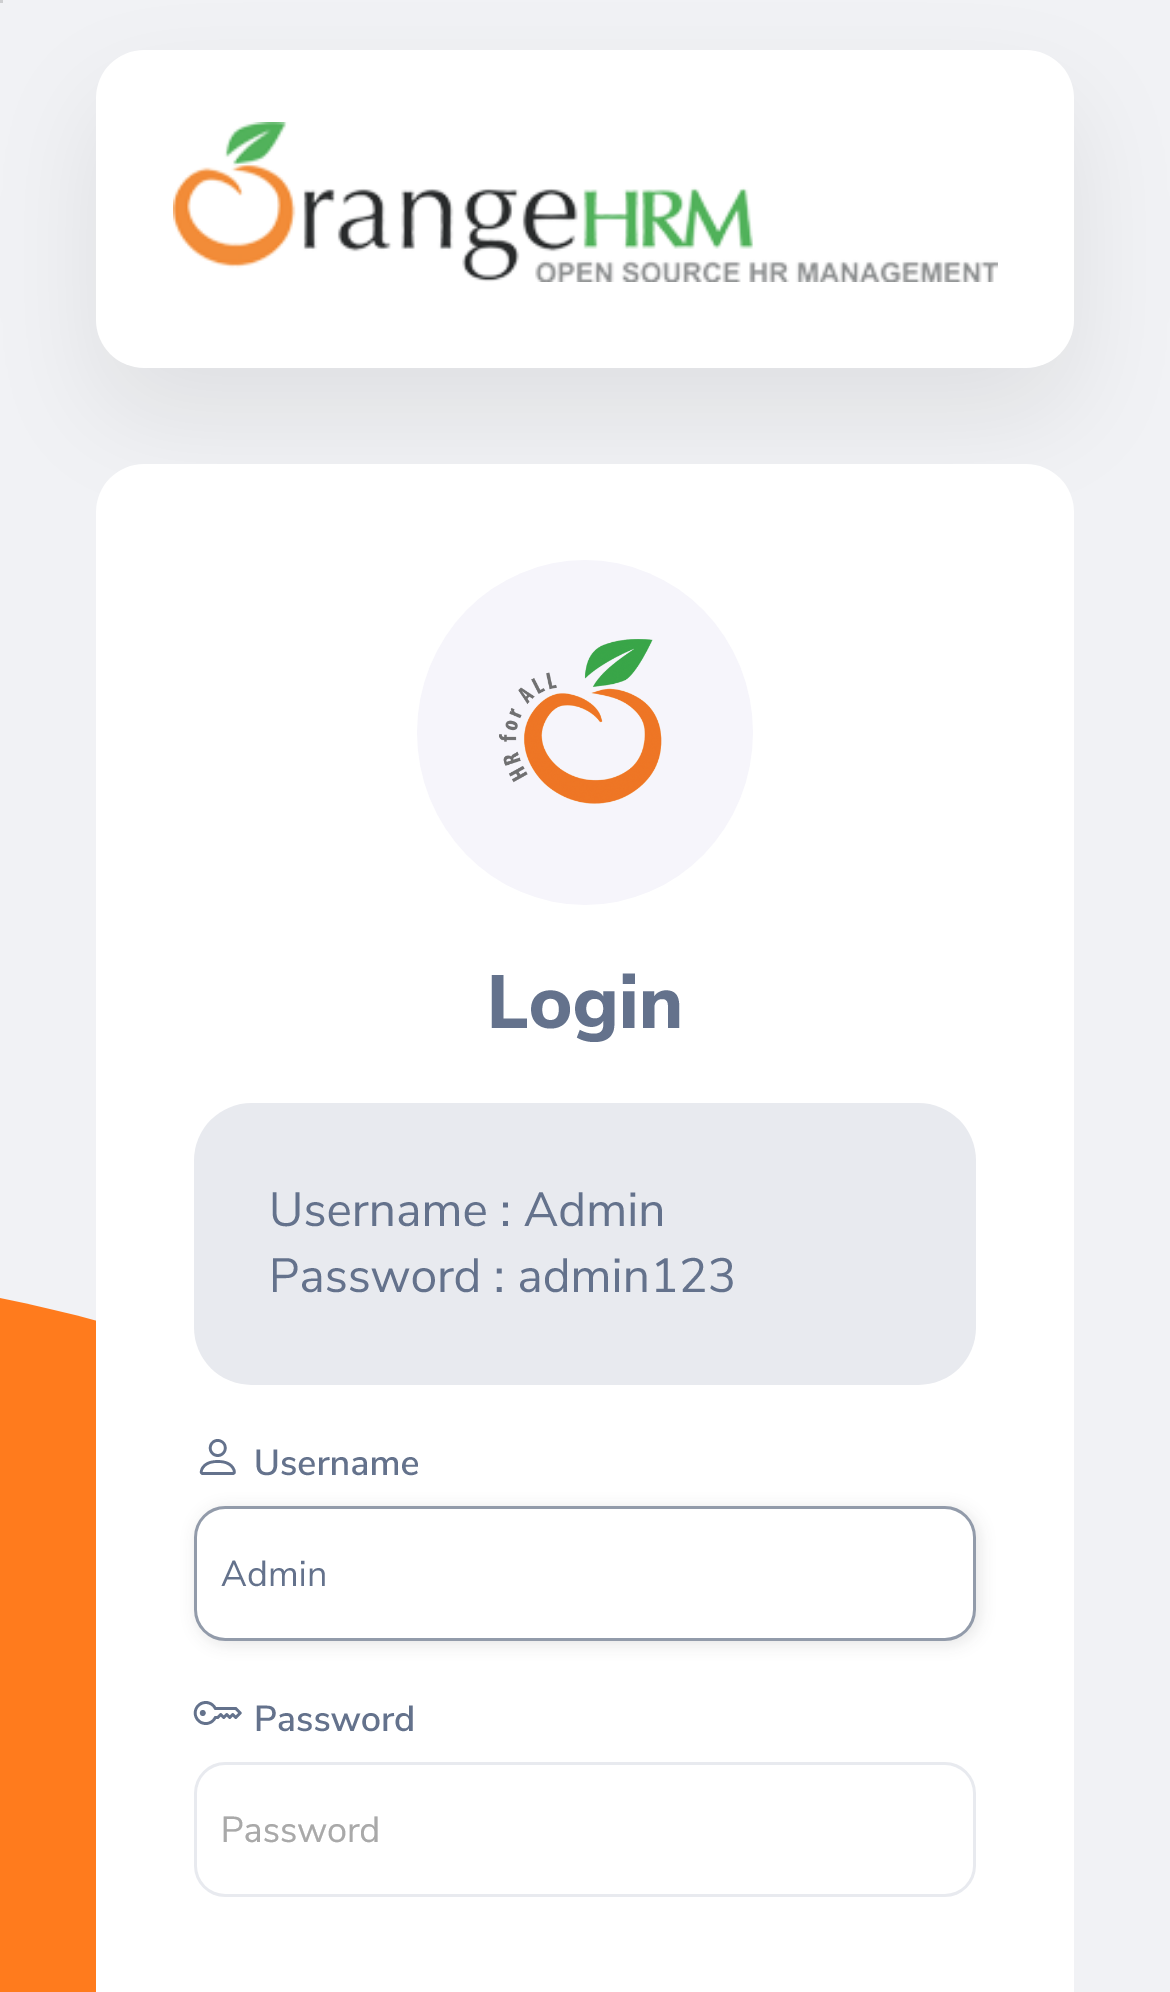 OrangeHRM
OPEN SOURCE HR MANAGEMENT
HR for ALL
Login
Username : Admin
Password : admin123
Username
Admin
Password
Password